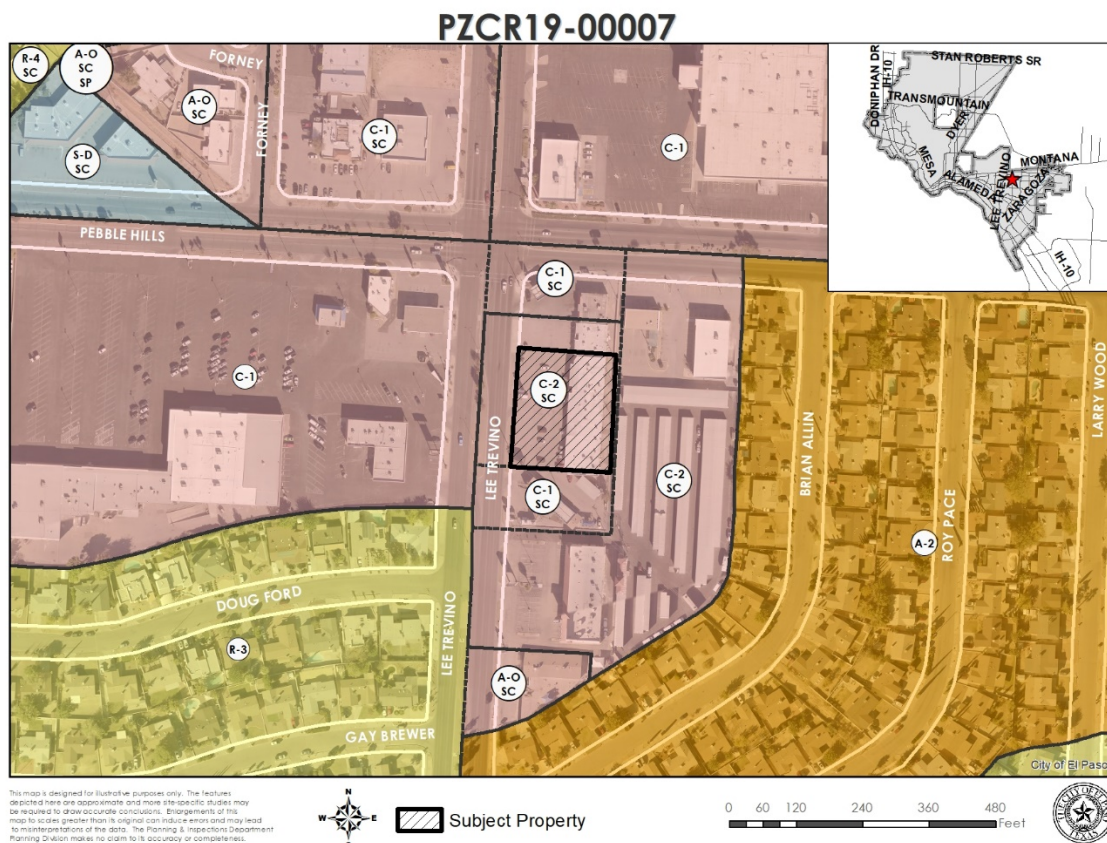 PZCR19-00007
R-4
SC
A-O
SC
SP
FORNEY
A-O
SC
FORNEY
C-1
SC
C-1
S-D
SC
PEBBLE HILLS
C-1
SC
C-1
C-2
SC
LEE TREVINO
C-1
SC
C-2
SC
BRIAN ALLIN
ROY PACE
A-2
LARRY WOOD
DOUG FORD
R-3
LEE TREVINO
A-O
SC
GAY BREWER
City of El Paso
DONIPHAN DR
IH-10
STAN ROBERTS SR
TRANSMOUNTAIN
DYER
MESA
ALAMEDA
LEE TREVINO
ZARAGOZA
MONTANA
IH-10
This map is designed for illustrative purposes only. The features
depicted here are approximate and more site-specific studies may
be required to draw accurate conclusions. Enlargements of this
map to scales greater than its original can induce errors and may lead
to misinterpretations of the data. The Planning & Inspections Department
Planning Division makes no claim to its accuracy or completeness.
N
W
E
S
Subject Property
0 60 120 240 360 480
Feet